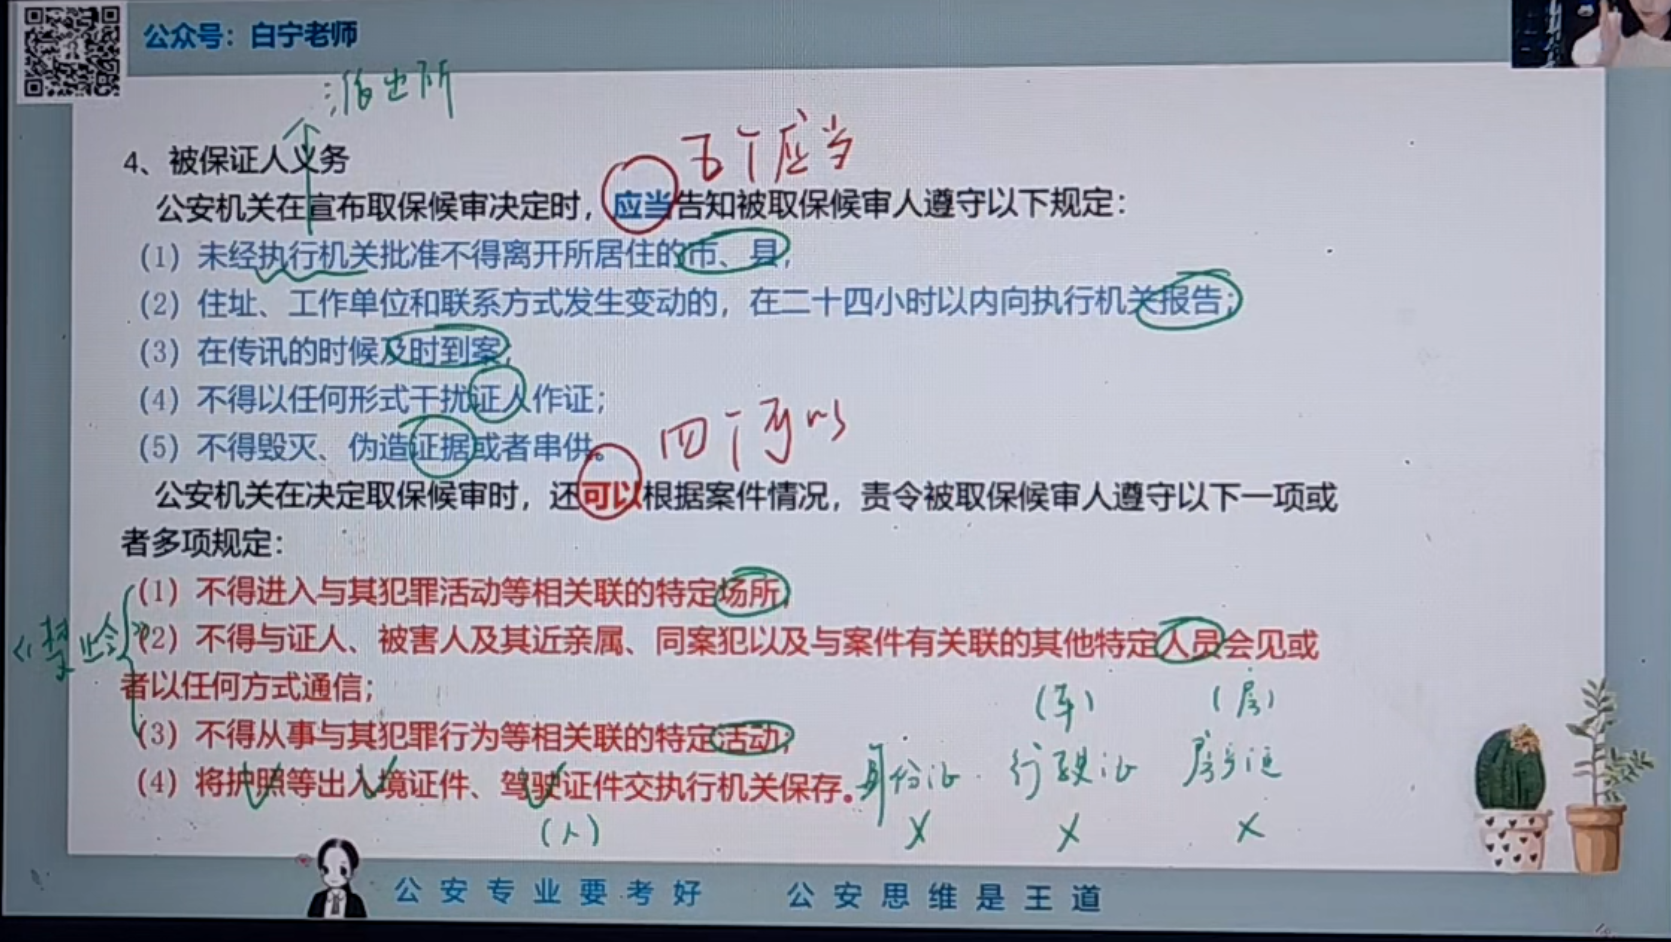 公众号：白宁老师
派出所
五个应当
4、被保证人义务
公安机关在宣布取保候审决定时，应当告知被取保候审人遵守以下规定：
（1）未经执行机关批准不得离开所居住的市、县；
（2）住址、工作单位和联系方式发生变动的，在二十四小时以内向执行机关报告；
（3）在传讯的时候及时到案；
（4）不得以任何形式干扰证人作证；
四个可以
（5）不得毁灭、伪造证据或者串供。
公安机关在决定取保候审时，还可以根据案件情况，责令被取保候审人遵守以下一项或
者多项规定：
（1）不得进入与其犯罪活动等相关联的特定场所；
《禁止令》
（2）不得与证人、被害人及其近亲属、同案犯以及与案件有关联的其他特定人员会见或
者以任何方式通信；
（车） （房）
（3）不得从事与其犯罪行为等相关联的特定活动；
（4）将护照等出入境证件、驾驶证件交执行机关保存。
身份证 行驶证 房产证
（人） X X X
公安专业要考好 公安思维是王道